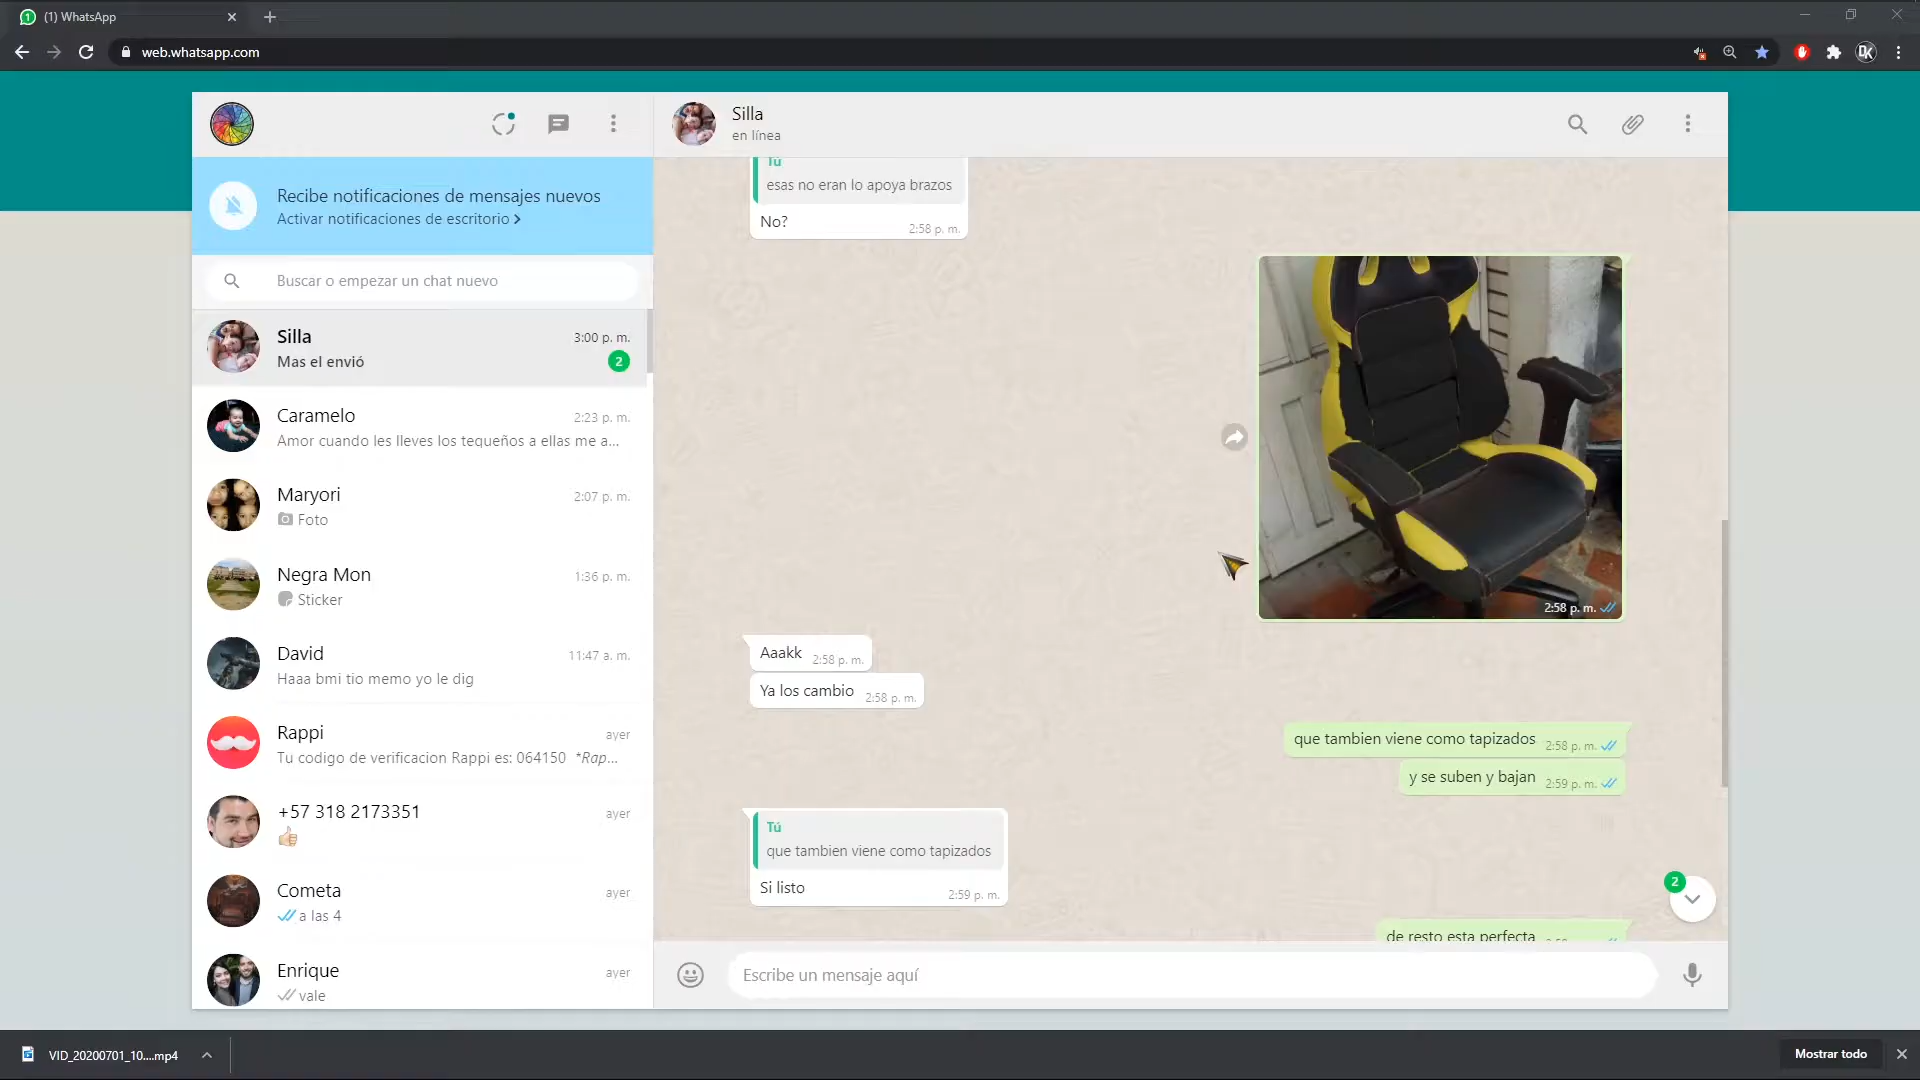 (1) WhatsApp
web.whatsapp.com
Recibe notificaciones de mensajes nuevos
Activar notificaciones de escritorio
Buscar o empezar un chat nuevo
Silla
3:00 p. m.
Mas el envió
2
Caramelo
2:23 p. m.
Amor cuando les lleves los tequeños a ellas me a...
Maryori
2:07 p. m.
Foto
Negra Mon
1:36 p. m.
Sticker
David
11:47 a. m.
Haaa bmi tio memo yo le dig
Rappi
ayer
Tu codigo de verificacion Rappi es: 064150 *Rap...
+57 318 2173351
ayer
Cometa
ayer
a las 4
Enrique
ayer
vale
Silla
en línea
Tú
esas no eran lo apoya brazos
No?
2:58 p. m.
2:58 p. m.
Aaakk 2:58 p. m.
Ya los cambio 2:58 p. m.
que tambien viene como tapizados 2:58 p. m.
y se suben y bajan 2:59 p. m.
Tú
que tambien viene como tapizados
Si listo
2:59 p. m.
2
de resto esta perfecta
Escribe un mensaje aquí
VID_20200701_10....mp4
Mostrar todo